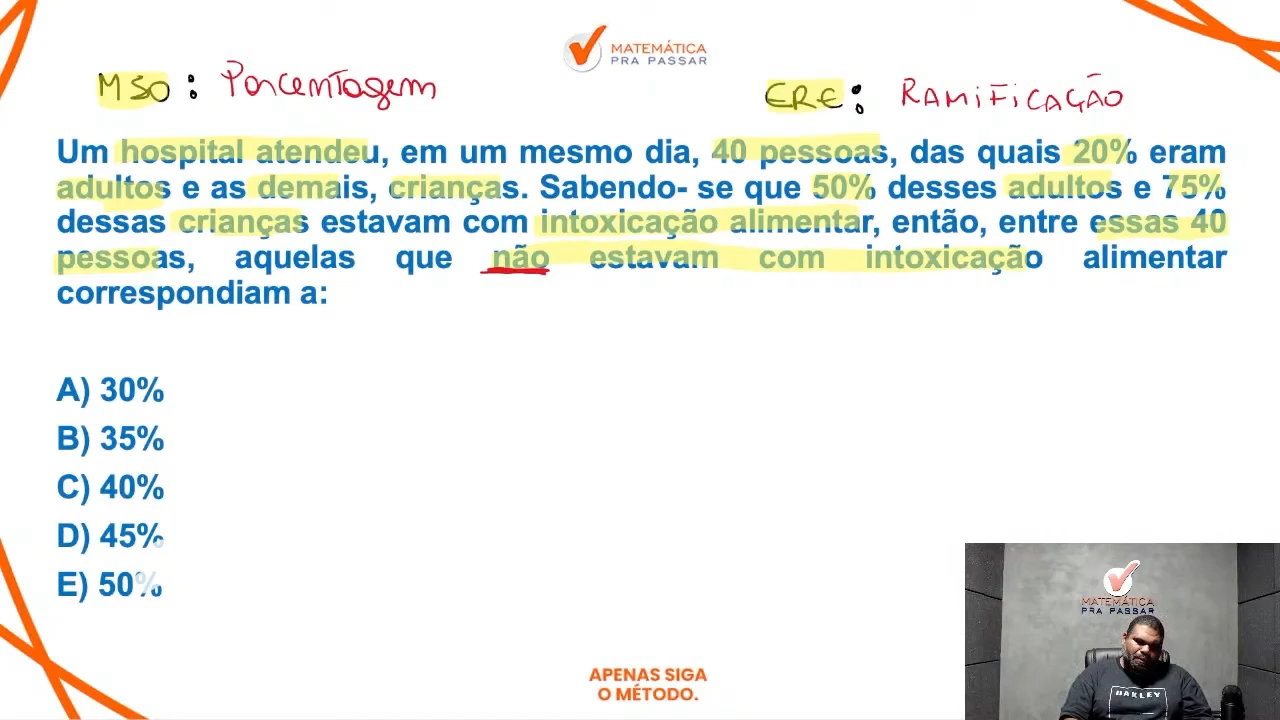 MATEMÁTICA
PRA PASSAR
MSO: Porcentagem
ERE: RAMIFICAÇÃO
Um hospital atendeu, em um mesmo dia, 40 pessoas, das quais 20% eram
adultos e as demais, crianças. Sabendo- se que 50% desses adultos e 75%
dessas crianças estavam com intoxicação alimentar, então, entre essas 40
pessoas, aquelas que não estavam com intoxicação alimentar
correspondiam a:
A) 30%
B) 35%
C) 40%
D) 45%
E) 50%
MATEMÁTICA
PRA PASSAR
OAKLEY
APENAS SIGA
O MÉTODO.